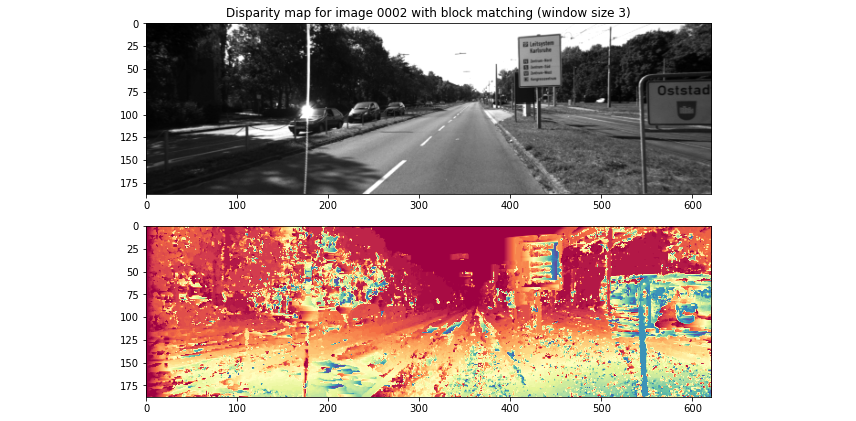 Disparity map for image 0002 with block matching (window size 3)
0
25
50
75
100
125
150
175
0 100 200 300 400 500 600
Leitsystem
Karlsruhe
Oststad
0
25
50
75
100
125
150
175
0 100 200 300 400 500 600